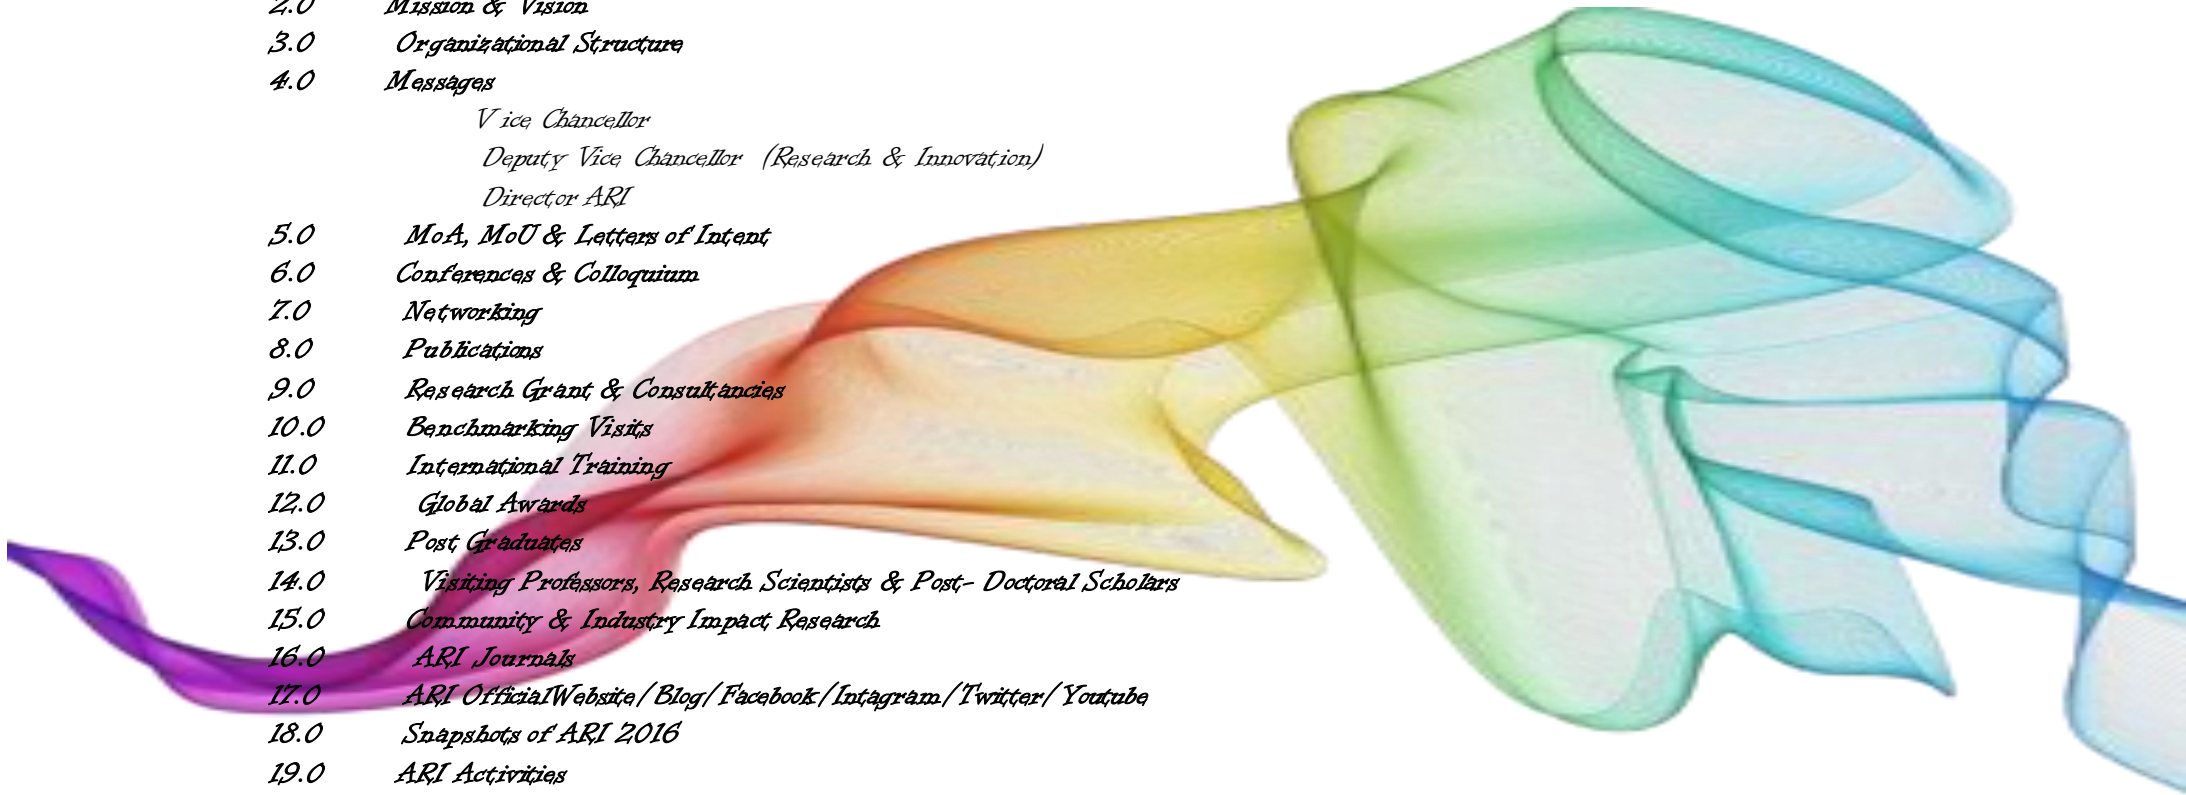 2.0 Mission & Vision
3.0 Organizational Structure
4.0 Messages
Vice Chancellor
Deputy Vice Chancellor (Research & Innovation)
Director ARI
5.0 MoA, MoU & Letters of Intent
6.0 Conferences & Colloquium
7.0 Networking
8.0 Publications
9.0 Research Grant & Consultancies
10.0 Benchmarking Visits
11.0 International Training
12.0 Global Awards
13.0 Post Graduates
14.0 Visiting Professors, Research Scientists & Post- Doctoral Scholars
15.0 Community & Industry Impact Research
16.0 ARI Journals
17.0 ARI OfficialWebsite/Blog/Facebook/Intagram/Twitter/Youtube
18.0 Snapshots of ARI 2016
19.0 ARI Activities